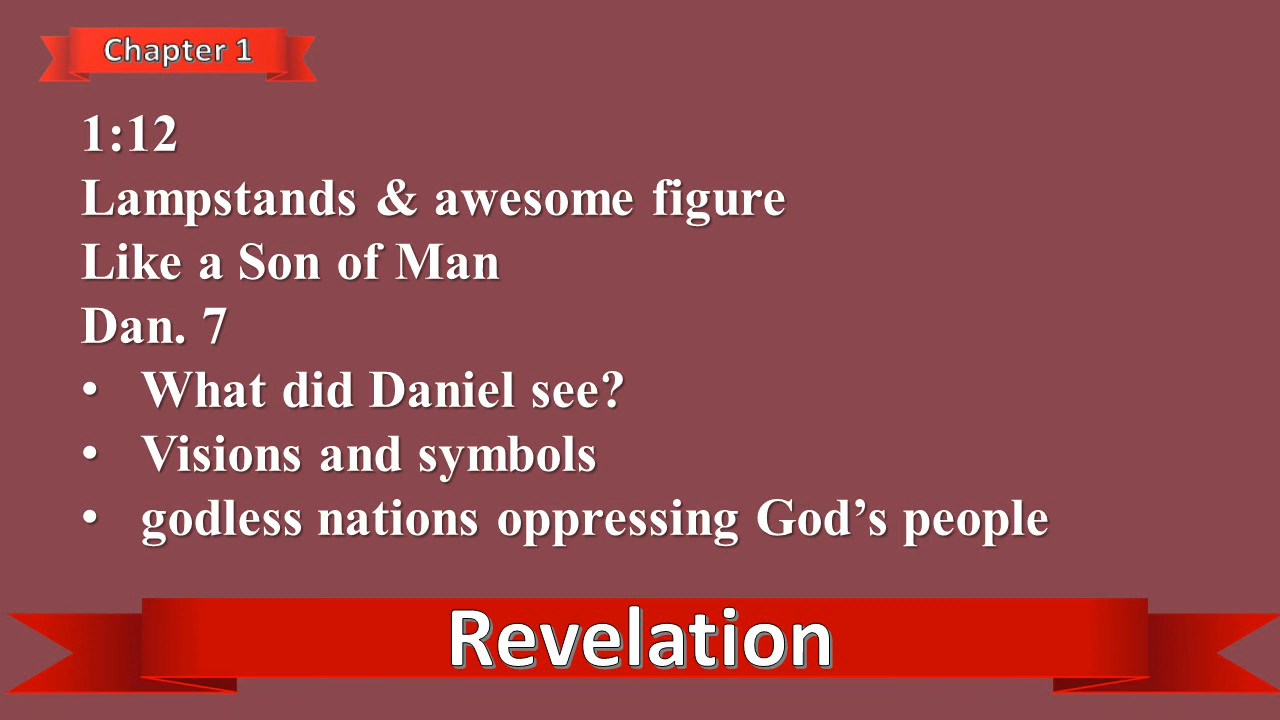 Chapter 1
1:12
Lampstands & awesome figure
Like a Son of Man
Dan. 7
• What did Daniel see?
• Visions and symbols
• godless nations oppressing God’s people
Revelation